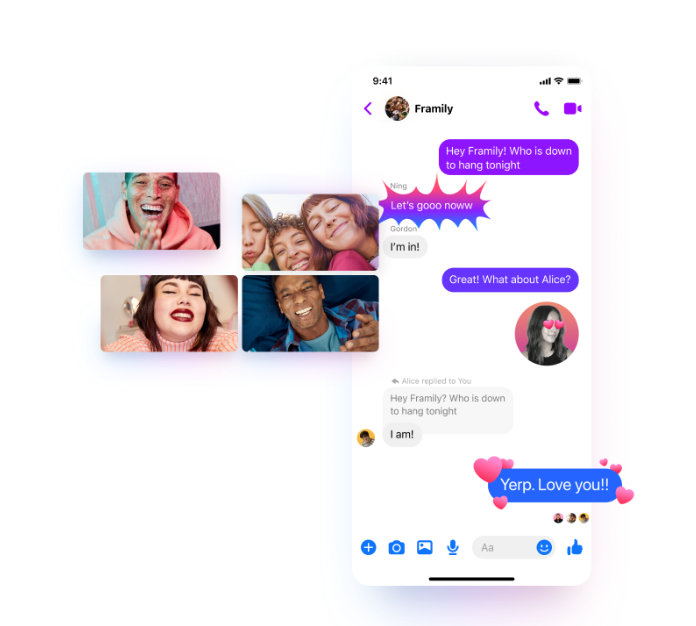 9:41
Framily
Hey Framily! Who is down
to hang tonight
Ning
Let's gooo noww
Gordon
I'm in!
Great! What about Alice?
Alice replied to You
Hey Framily? Who is down
to hang tonight
I am!
Yerp. Love you!!
Aa